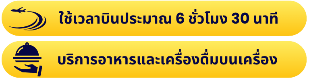 ใช้เวลาบินประมาณ 6 ชั่วโมง 30 นาที
บริการอาหารและเครื่องดื่มบนเครื่อง